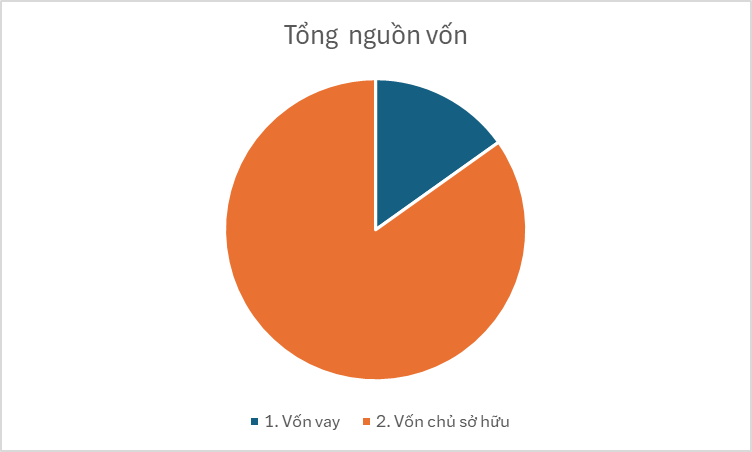 Tổng nguồn vốn
1. Vốn vay
2. Vốn chủ sở hữu